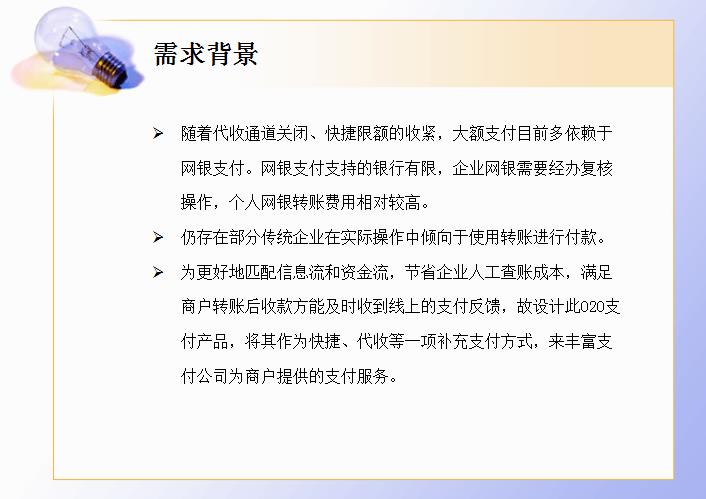 需求背景
随着代收通道关闭、快捷限额的收紧，大额支付目前多依赖于
网银支付。网银支付支持的银行有限，企业网银需要经办复核
操作，个人网银转账费用相对较高。
仍存在部分传统企业在实际操作中倾向于使用转账进行付款。
为更好地匹配信息流和资金流，节省企业人工查账成本，满足
商户转账后收款方能及时收到线上的支付反馈，故设计此O2O支
付产品，将其作为快捷、代收等一项补充支付方式，来丰富支
付公司为商户提供的支付服务。